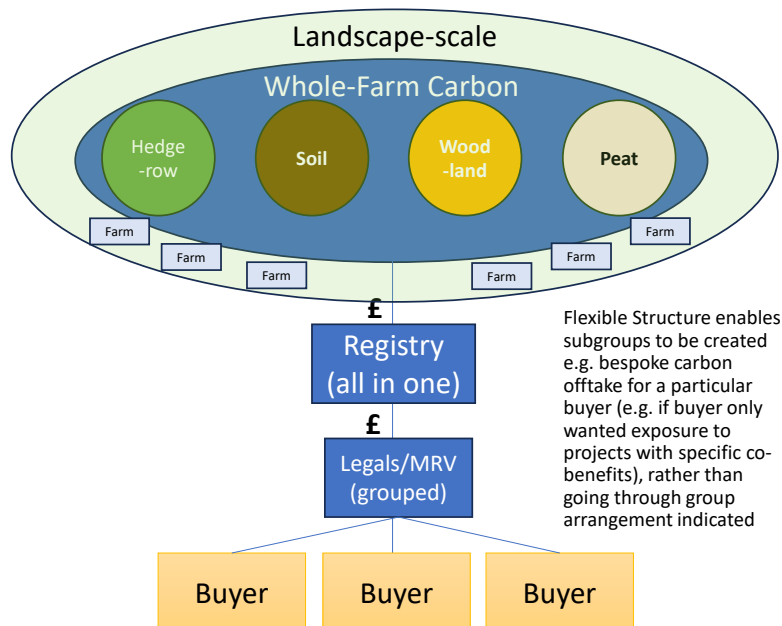 Landscape-scale
Whole-Farm Carbon
Hedge
-row
Soil
Wood
-land
Peat
Farm
Farm
Farm
Farm
Farm
Farm
£
Registry
(all in one)
£
Legals/MRV
(grouped)
Flexible Structure enables
subgroups to be created
e.g. bespoke carbon
offtake for a particular
buyer (e.g. if buyer only
wanted exposure to
projects with specific co-
benefits), rather than
going through group
arrangement indicated
Buyer
Buyer
Buyer